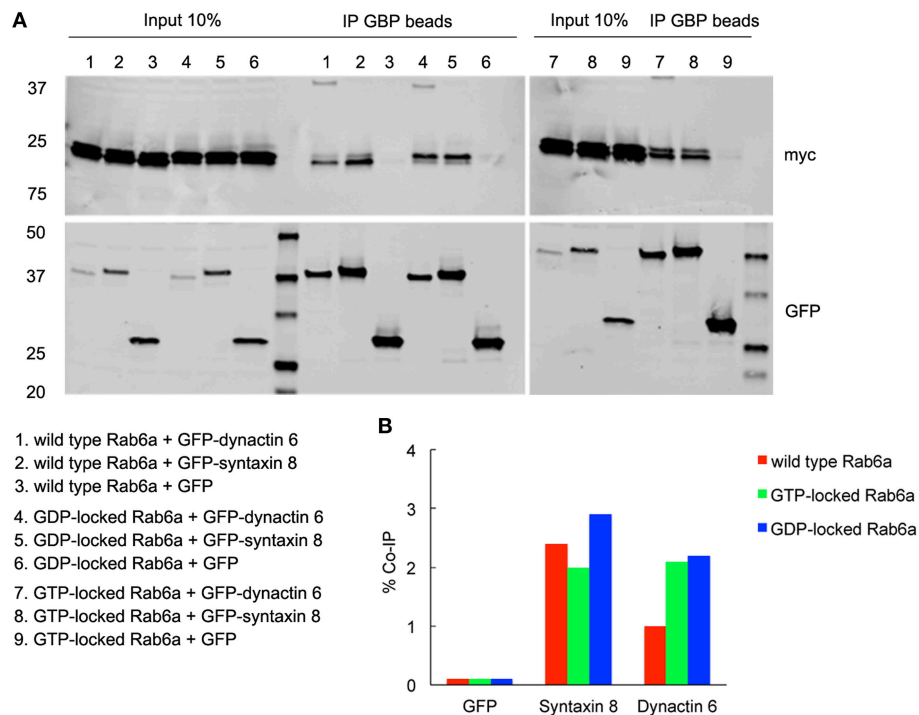 A
Input 10%
IP GBP beads
Input 10%
IP GBP beads
1 2 3 4 5 6 1 2 3 4 5 6
7 8 9 7 8 9
37
25
75
myc
50
37
25
20
GFP
1. wild type Rab6a + GFP-dynactin 6
2. wild type Rab6a + GFP-syntaxin 8
3. wild type Rab6a + GFP
4. GDP-locked Rab6a + GFP-dynactin 6
5. GDP-locked Rab6a + GFP-syntaxin 8
6. GDP-locked Rab6a + GFP
7. GTP-locked Rab6a + GFP-dynactin 6
8. GTP-locked Rab6a + GFP-syntaxin 8
9. GTP-locked Rab6a + GFP
B
% Co-IP
4
3
2
1
0
GFP
Syntaxin 8
Dynactin 6
wild type Rab6a
GTP-locked Rab6a
GDP-locked Rab6a